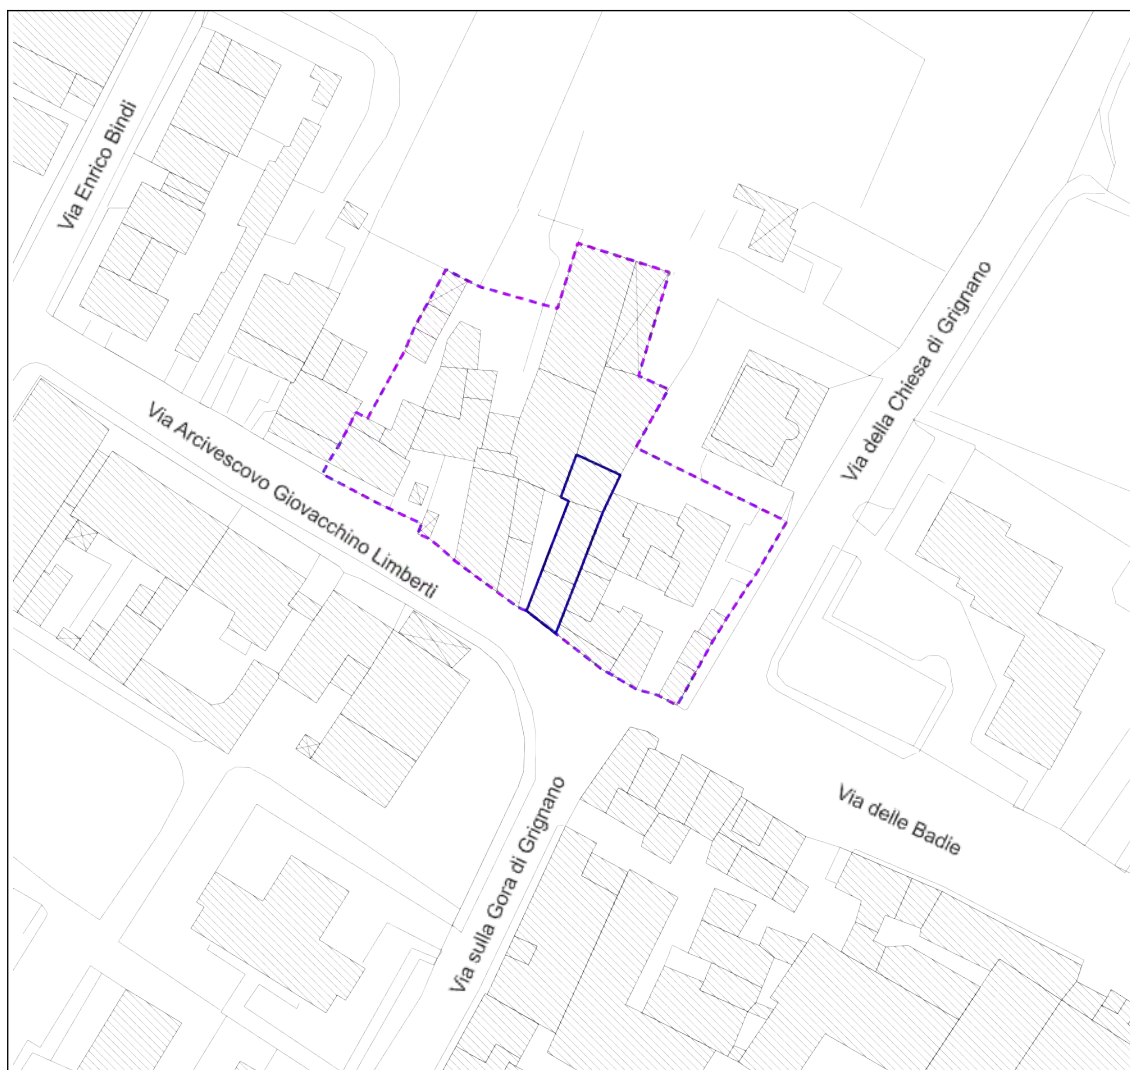 Via Enrico Bindi
Via Arcivescovo Giovacchino Limberti
Via della Chiesa di Grignano
Via sulla Gora di Grignano
Via delle Badie